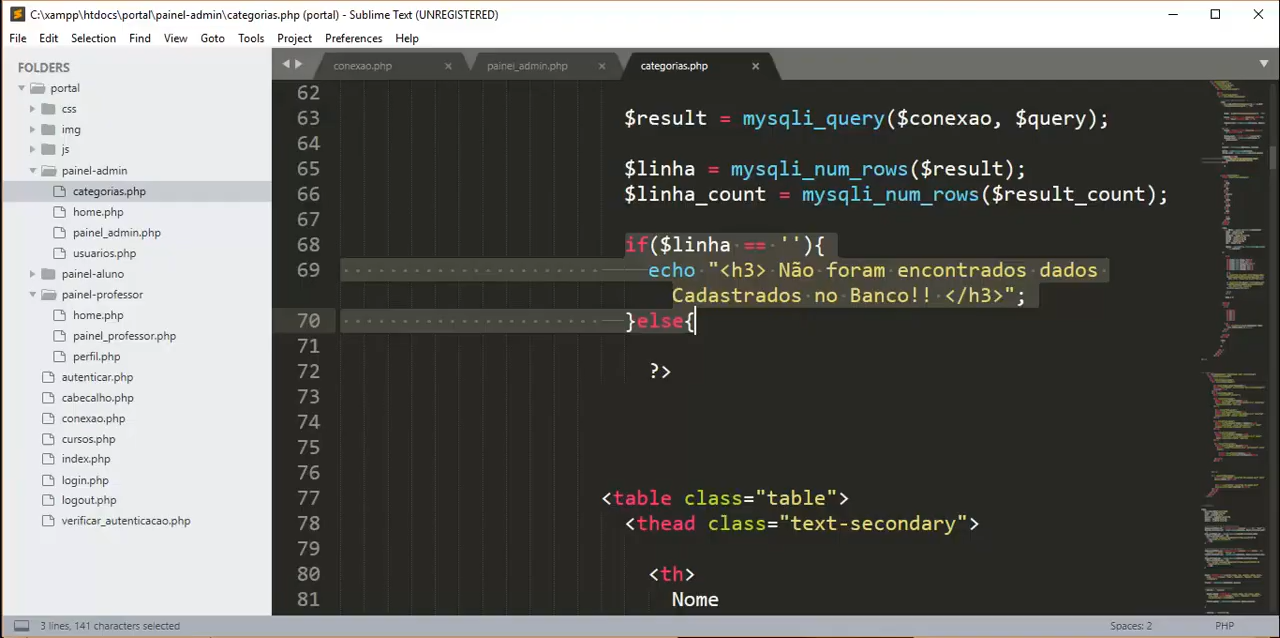 C:\xampp\htdocs\portal\painel-admin\categorias.php (portal) - Sublime Text (UNREGISTERED)
File Edit Selection Find View Goto Tools Project Preferences Help
FOLDERS
portal
css
img
js
painel-admin
categorias.php
home.php
painel_admin.php
usuarios.php
painel-aluno
painel-professor
home.php
painel_professor.php
perfil.php
autenticar.php
cabecalho.php
conexao.php
cursos.php
index.php
login.php
logout.php
verificar_autenticacao.php
conexao.php × painel_admin.php × categorias.php ×
62
63 $result = mysqli_query($conexao, $query);
64
65 $linha = mysqli_num_rows($result);
66 $linha_count = mysqli_num_rows($result_count);
67
68 if($linha == ''){
69 echo "<h3> Não foram encontrados dados
Cadastrados no Banco!! </h3>";
70 }else{
71
72 ?>
73
74
75
76
77 <table class="table">
78 <thead class="text-secondary">
79
80 <th>
81 Nome
3 lines, 141 characters selected Spaces: 2 PHP